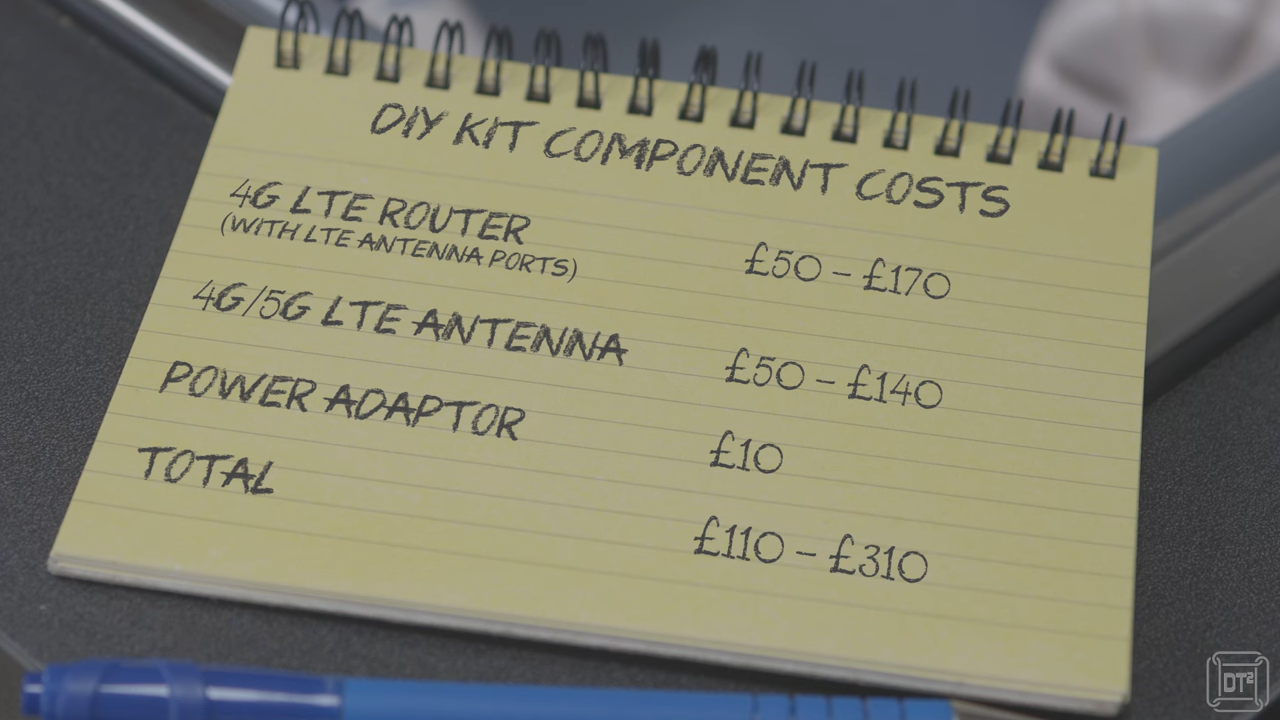 DIY KIT COMPONENT COSTS
4G LTE ROUTER
(WITH LTE ANTENNA PORTS)
£50 – £170
4G/5G LTE ANTENNA
£50 – £140
POWER ADAPTOR
£10
TOTAL
£110 – £310
DT2